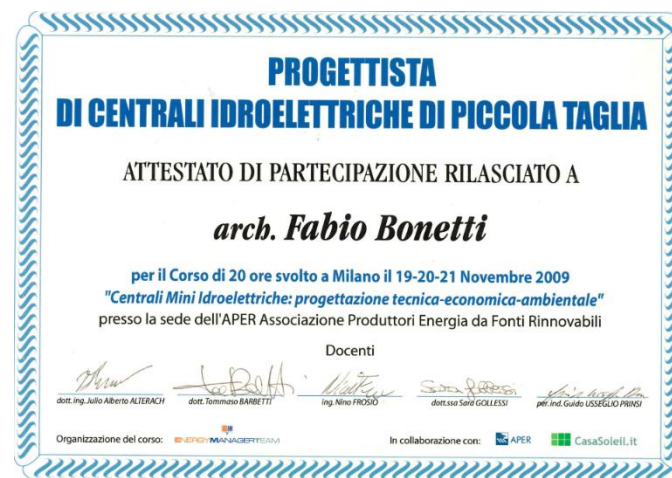 PROGETTISTA
DI CENTRALI IDROELETTRICHE DI PICCOLA TAGLIA
ATTESTATO DI PARTECIPAZIONE RILASCIATO A
arch. Fabio Bonetti
per il Corso di 20 ore svolto a Milano il 19-20-21 Novembre 2009
"Centrali Mini Idroelettriche: progettazione tecnica-economica-ambientale"
presso la sede dell'APER Associazione Produttori Energia da Fonti Rinnovabili
Docenti
dott. ing. Julio Alberto ALTERACH dott. Tommaso BARBETTI ing. Nino FROSIO dott.ssa Sara GOLLESSI per. ind. Guido USSEGLIO PRINSI
Organizzazione del corso: ENERGYMANAGERTEAM In collaborazione con: APER CasaSoleil.it